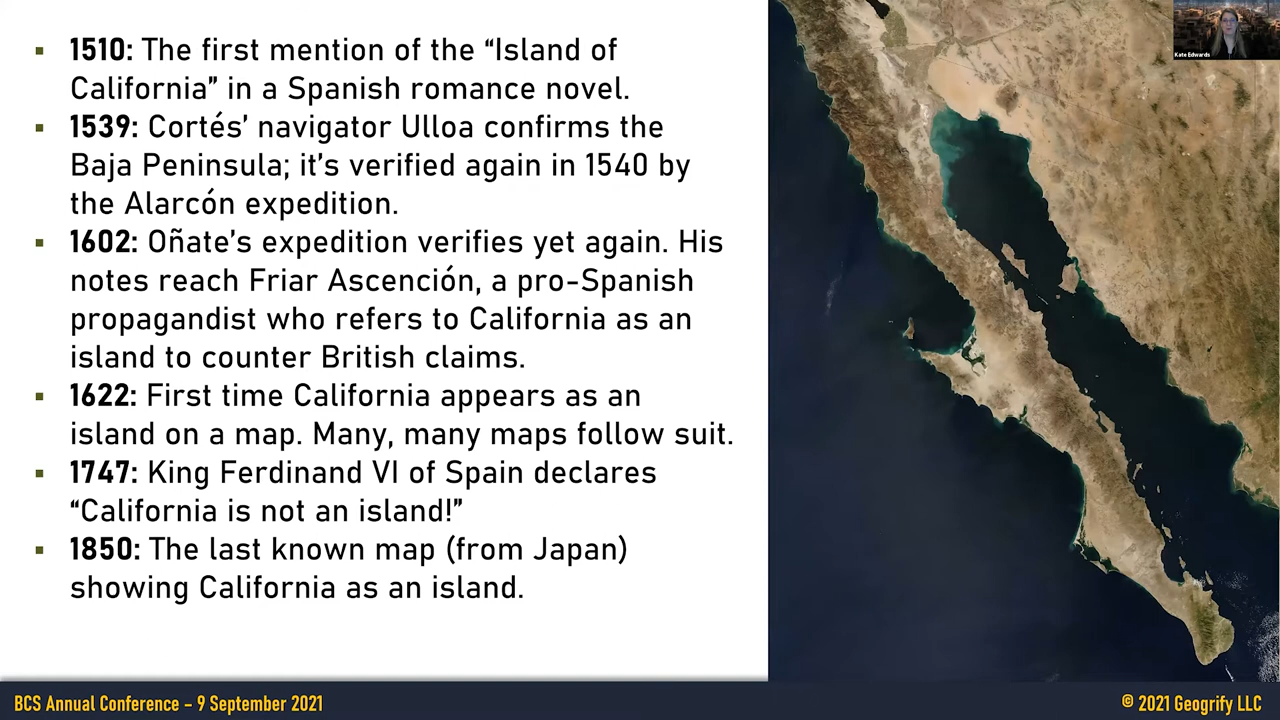 ▪ 1510: The first mention of the “Island of
California” in a Spanish romance novel.
▪ 1539: Cortés’ navigator Ulloa confirms the
Baja Peninsula; it’s verified again in 1540 by
the Alarcón expedition.
▪ 1602: Oñate’s expedition verifies yet again. His
notes reach Friar Ascención, a pro-Spanish
propagandist who refers to California as an
island to counter British claims.
▪ 1622: First time California appears as an
island on a map. Many, many maps follow suit.
▪ 1747: King Ferdinand VI of Spain declares
“California is not an island!”
▪ 1850: The last known map (from Japan)
showing California as an island.
Kate Edwards
BCS Annual Conference – 9 September 2021
© 2021 Geogrify LLC